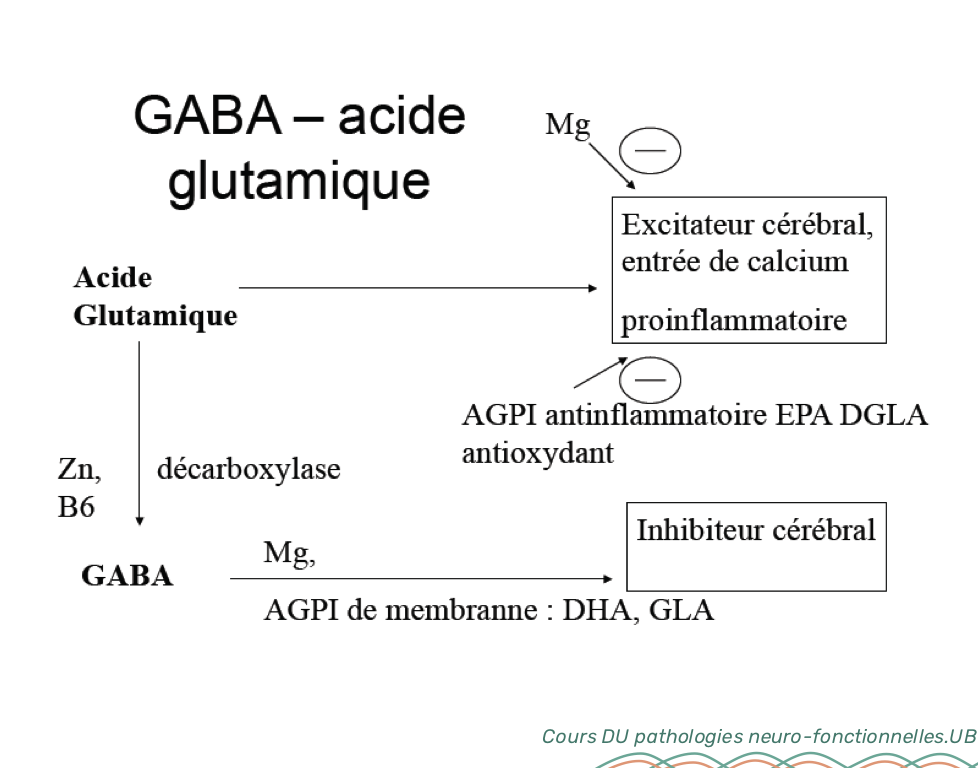 GABA – acide
glutamique
Mg
Excitateur cérébral,
entrée de calcium
proinflammatoire
Acide
Glutamique
AGPI antinflammatoire EPA DGLA
antioxydant
Zn,
B6
décarboxylase
Inhibiteur cérébral
Mg,
GABA
AGPI de membranne : DHA, GLA
Cours DU pathologies neuro-fonctionnelles.UB